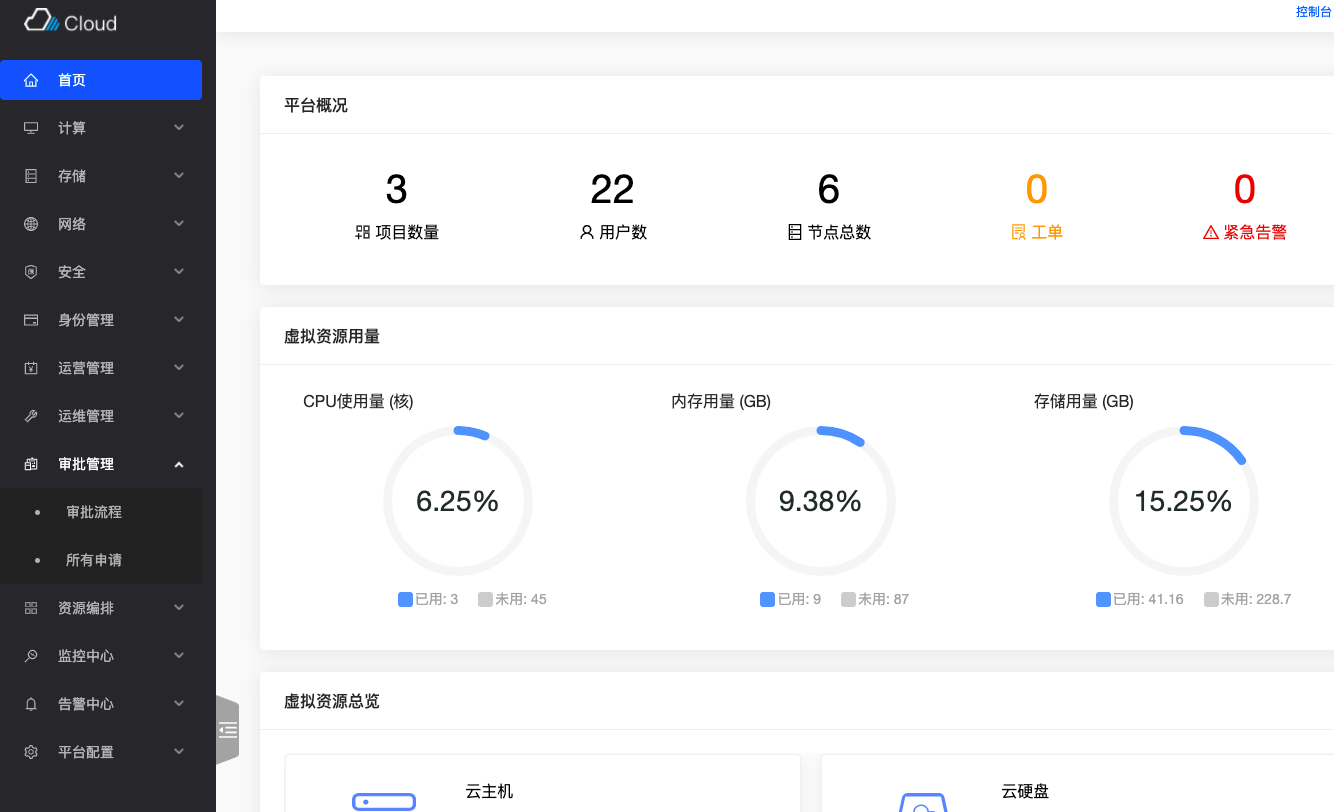 Cloud
控制台
首页
计算
存储
网络
安全
身份管理
运营管理
运维管理
审批管理
审批流程
所有申请
资源编排
监控中心
告警中心
平台配置
平台概况
3
项目数量
22
用户数
6
节点总数
0
工单
0
紧急告警
虚拟资源用量
CPU使用量 (核)
6.25%
已用: 3 未用: 45
内存用量 (GB)
9.38%
已用: 9 未用: 87
存储用量 (GB)
15.25%
已用: 41.16 未用: 228.7
虚拟资源总览
云主机
云硬盘